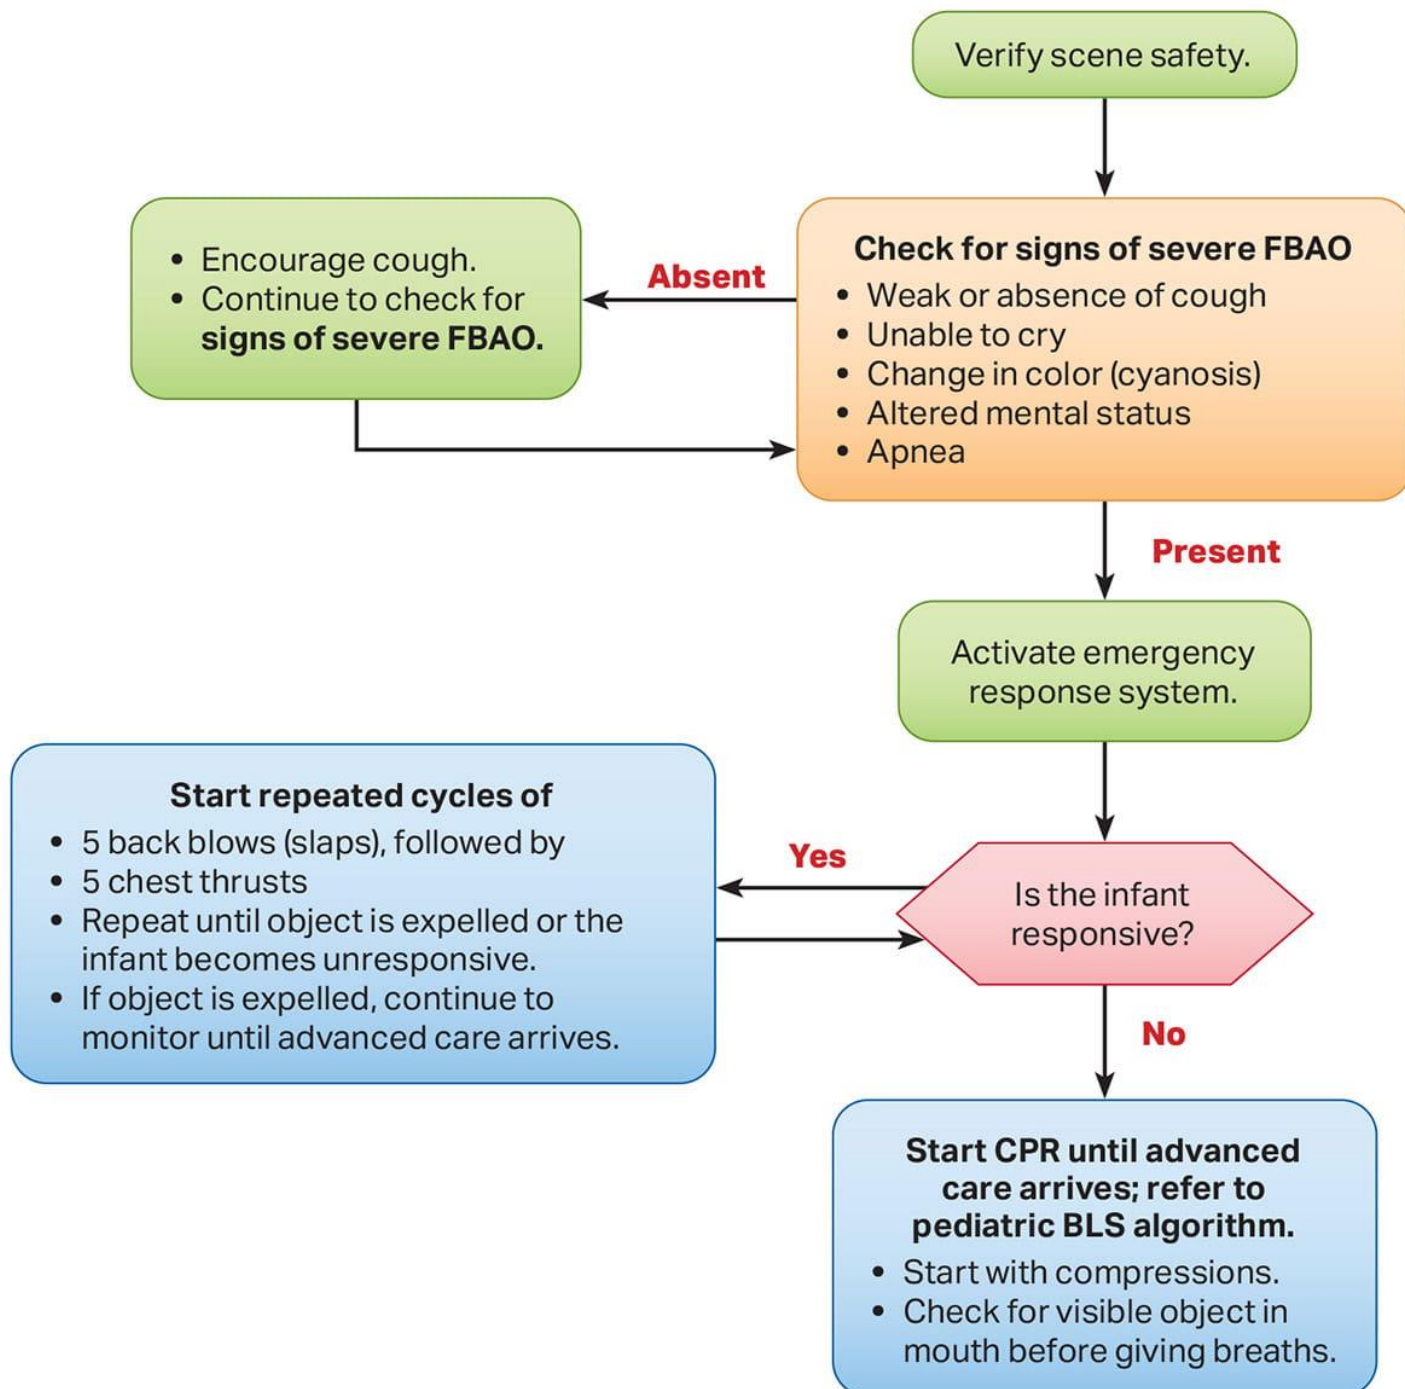 Verify scene safety.
Check for signs of severe FBAO
• Weak or absence of cough
• Unable to cry
• Change in color (cyanosis)
• Altered mental status
• Apnea
Absent
• Encourage cough.
• Continue to check for
signs of severe FBAO.
Present
Activate emergency
response system.
Is the infant
responsive?
Yes
Start repeated cycles of
• 5 back blows (slaps), followed by
• 5 chest thrusts
• Repeat until object is expelled or the
infant becomes unresponsive.
• If object is expelled, continue to
monitor until advanced care arrives.
No
Start CPR until advanced
care arrives; refer to
pediatric BLS algorithm.
• Start with compressions.
• Check for visible object in
mouth before giving breaths.